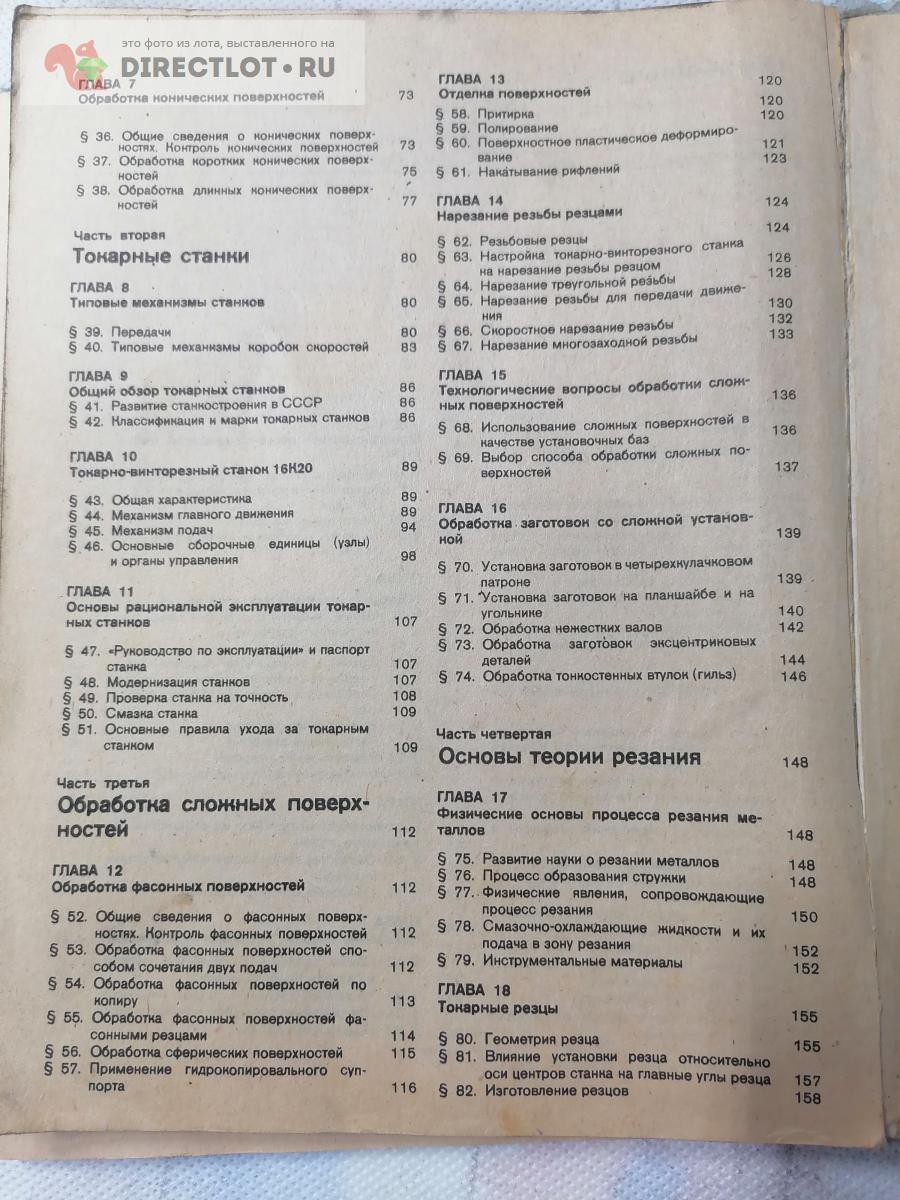 это фото из лота, выставленного на
DIRECTLOT.RU
ГЛАВА 7
Обработка конических поверхностей 73
§ 36. Общие сведения о конических поверх-
ностях. Контроль конических поверхностей 73
§ 37. Обработка коротких конических поверх-
ностей 75
§ 38. Обработка длинных конических поверх-
ностей 77
Часть вторая
Токарные станки 80
ГЛАВА 8
Типовые механизмы станков 80
§ 39. Передачи 80
§ 40. Типовые механизмы коробок скоростей 83
ГЛАВА 9
Общий обзор токарных станков 86
§ 41. Развитие станкостроения в СССР 86
§ 42. Классификация и марки токарных станков 86
ГЛАВА 10
Токарно-винторезный станок 16К20 89
§ 43. Общая характеристика 89
§ 44. Механизм главного движения 89
§ 45. Механизм подач 94
§ 46. Основные сборочные единицы (узлы)
и органы управления 98
ГЛАВА 11
Основы рациональной эксплуатации токар-
ных станков 107
§ 47. «Руководство по эксплуатации» и паспорт
станка 107
§ 48. Модернизация станков 107
§ 49. Проверка станка на точность 108
§ 50. Смазка станка 109
§ 51. Основные правила ухода за токарным
станком 109
Часть третья
Обработка сложных поверх-
ностей 112
ГЛАВА 12
Обработка фасонных поверхностей 112
§ 52. Общие сведения о фасонных поверх-
ностях. Контроль фасонных поверхностей 112
§ 53. Обработка фасонных поверхностей спо-
собом сочетания двух подач 112
§ 54. Обработка фасонных поверхностей по
копиру 113
§ 55. Обработка фасонных поверхностей фа-
сонными резцами 114
§ 56. Обработка сферических поверхностей 115
§ 57. Применение гидрокопировального суп-
порта 116
ГЛАВА 13 120
Отделка поверхностей 120
§ 58. Притирка 120
§ 59. Полирование
§ 60. Поверхностное пластическое деформиро- 121
вание 123
§ 61. Накатывание рифлений
ГЛАВА 14 124
Нарезание резьбы резцами 124
§ 62. Резьбовые резцы
§ 63. Настройка токарно-винторезного станка 126
на нарезание резьбы резцом 128
§ 64. Нарезание треугольной резьбы
§ 65. Нарезание резьбы для передачи движе- 130
ния 132
§ 66. Скоростное нарезание резьбы 133
§ 67. Нарезание многозаходной резьбы
ГЛАВА 15
Технологические вопросы обработки слож-
ных поверхностей 136
§ 68. Использование сложных поверхностей в
качестве установочных баз 136
§ 69. Выбор способа обработки сложных по-
верхностей 137
ГЛАВА 16
Обработка заготовок со сложной установ-
кой 139
§ 70. Установка заготовок в четырехкулачковом
патроне 139
§ 71. Установка заготовок на планшайбе и на
угольнике 140
§ 72. Обработка нежестких валов 142
§ 73. Обработка заготовок эксцентриковых
деталей 144
§ 74. Обработка тонкостенных втулок (гильз) 146
Часть четвертая
Основы теории резания 148
ГЛАВА 17
Физические основы процесса резания ме-
таллов 148
§ 75. Развитие науки о резании металлов 148
§ 76. Процесс образования стружки 148
§ 77. Физические явления, сопровождающие
процесс резания 150
§ 78. Смазочно-охлаждающие жидкости и их
подача в зону резания 152
§ 79. Инструментальные материалы 152
ГЛАВА 18
Токарные резцы 155
§ 80. Геометрия резца 155
§ 81. Влияние установки резца относительно
оси центров станка на главные углы резца 157
§ 82. Изготовление резцов 158